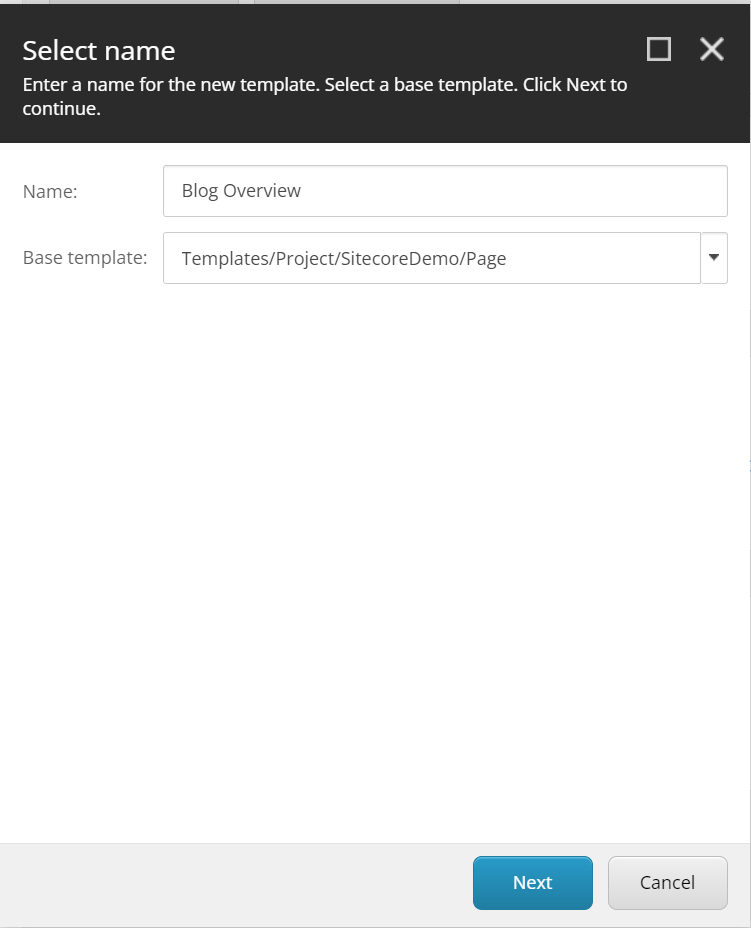 Select name
Enter a name for the new template. Select a base template. Click Next to
continue.
Name:
Blog Overview
Base template:
Templates/Project/SitecoreDemo/Page
Next
Cancel